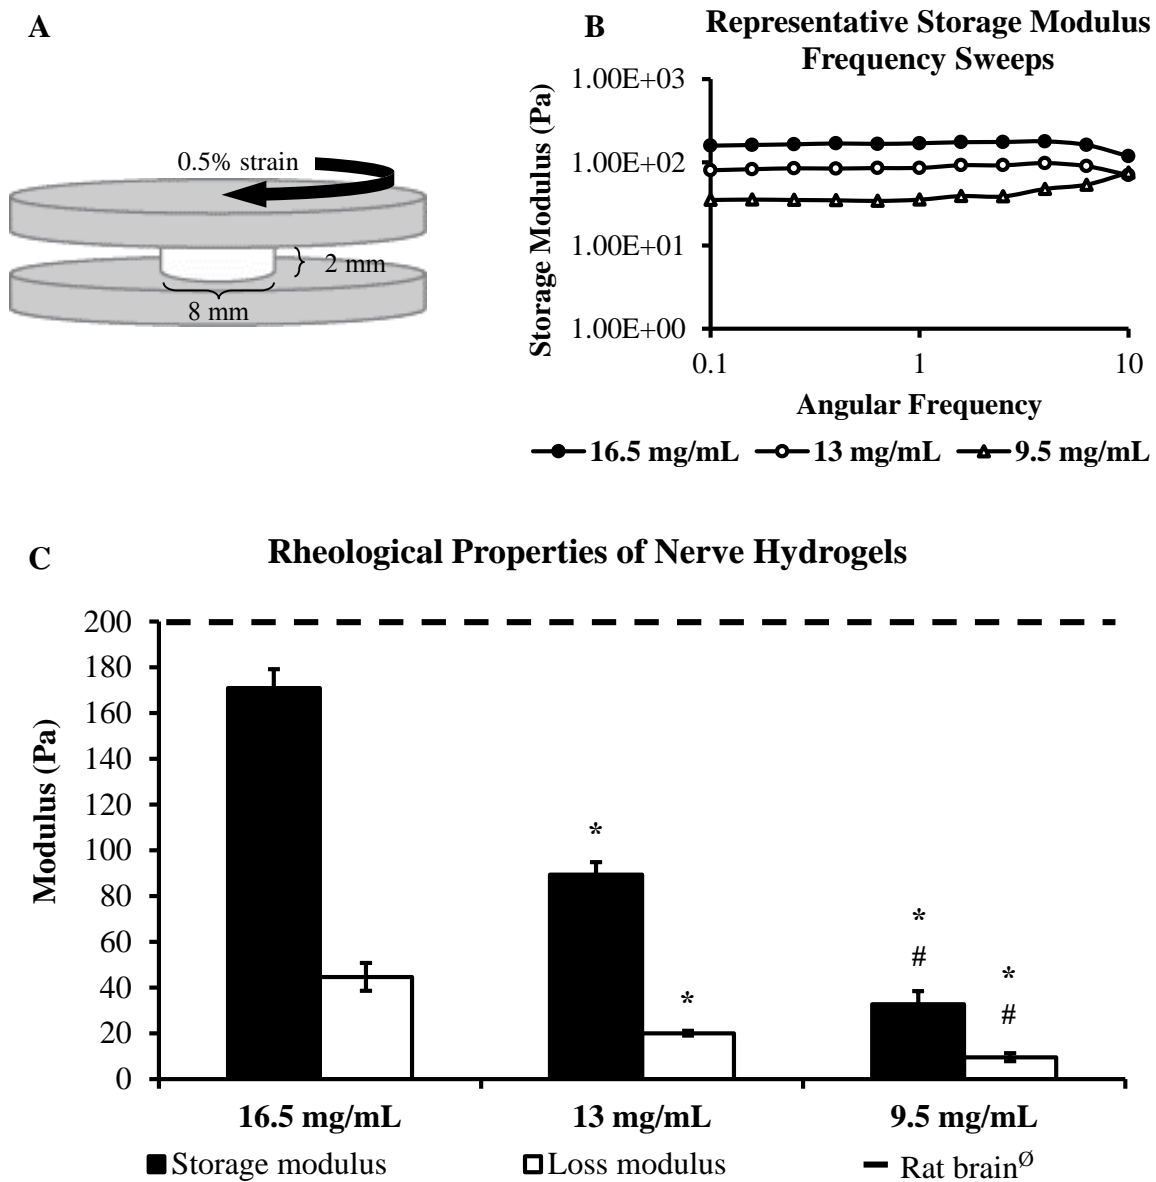 A
0.5% strain
2 mm
8 mm
B
Representative Storage Modulus
Frequency Sweeps
Storage Modulus (Pa)
1.00E+03
1.00E+02
1.00E+01
1.00E+00
0.1 1 10
Angular Frequency
16.5 mg/mL 13 mg/mL 9.5 mg/mL
C
Rheological Properties of Nerve Hydrogels
Modulus (Pa)
200
180
160
140
120
100
80
60
40
20
0
*
*
*
#
*
#
16.5 mg/mL 13 mg/mL 9.5 mg/mL
Storage modulus Loss modulus Rat brainØ